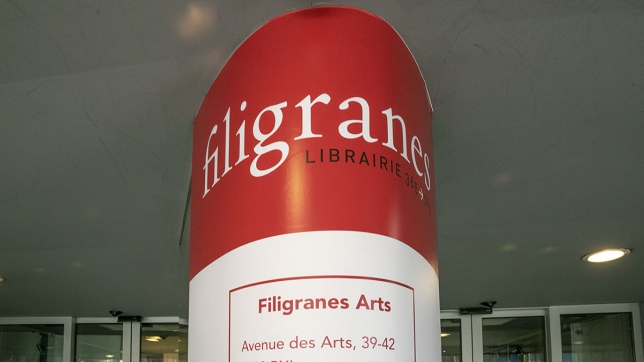 filigranes
LIBRAIRIE
Filigranes Arts
Avenue des Arts, 39-42